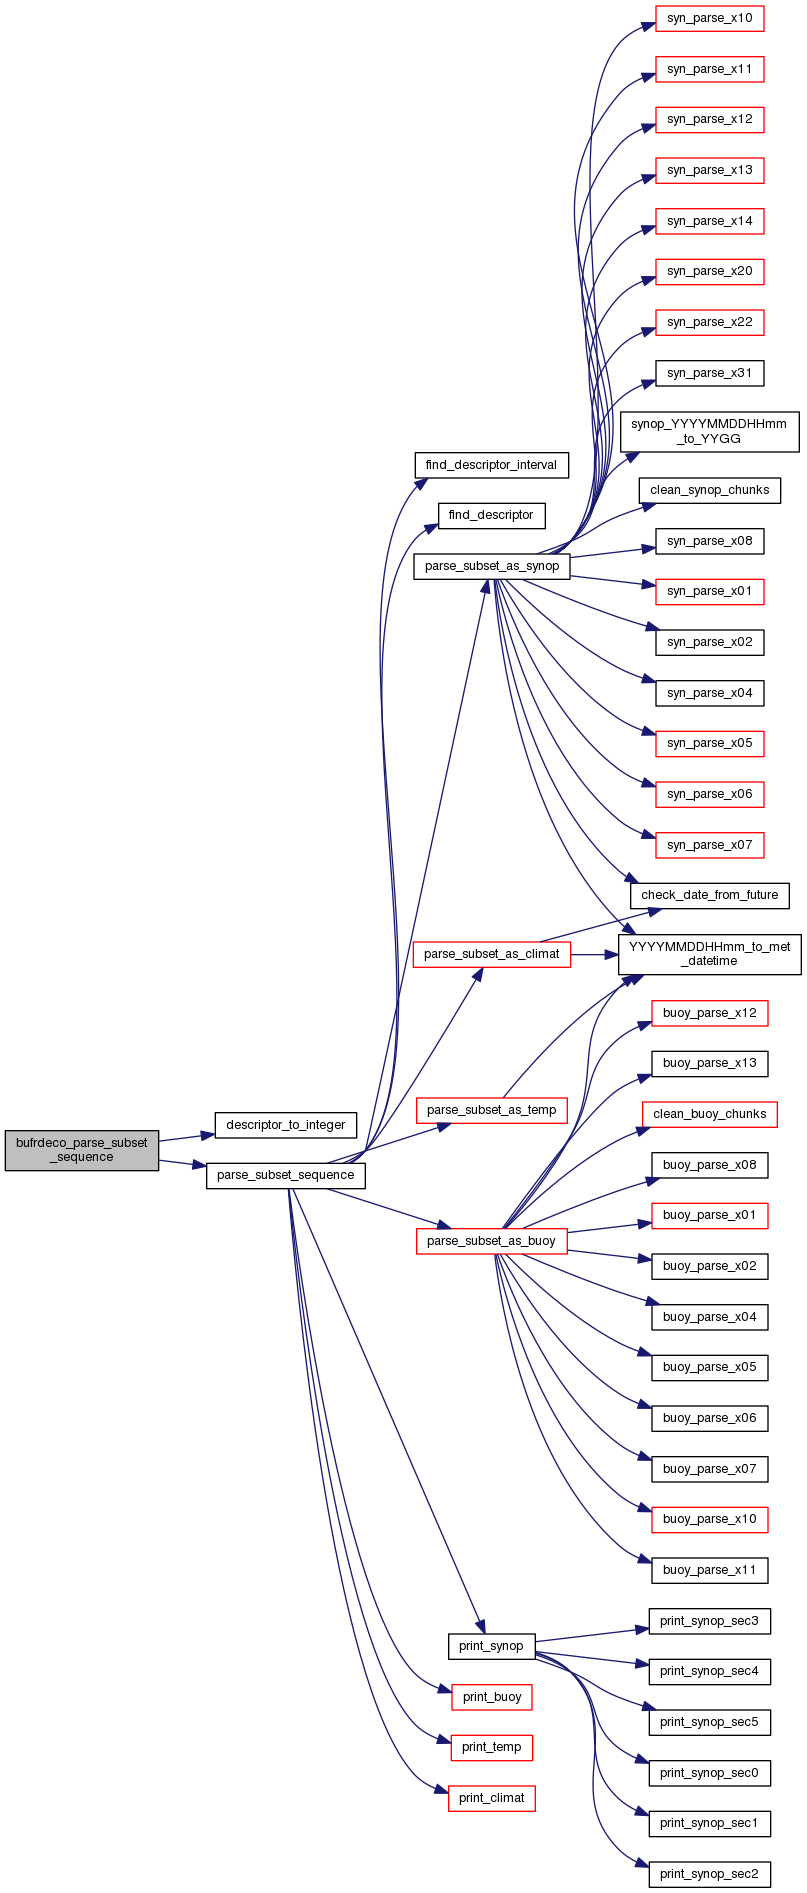 syn_parse_x10
syn_parse_x11
syn_parse_x12
syn_parse_x13
syn_parse_x14
syn_parse_x20
syn_parse_x22
syn_parse_x31
synop_YYYYMMDDHHmm
_to_YYGG
find_descriptor_interval
clean_synop_chunks
find_descriptor
syn_parse_x08
parse_subset_as_synop
syn_parse_x01
syn_parse_x02
syn_parse_x04
syn_parse_x05
syn_parse_x06
syn_parse_x07
check_date_from_future
parse_subset_as_climat
YYYYMMDDHHmm_to_met
_datetime
buoy_parse_x12
buoy_parse_x13
parse_subset_as_temp
clean_buoy_chunks
descriptor_to_integer
bufrdeco_parse_subset
_sequence
buoy_parse_x08
parse_subset_sequence
buoy_parse_x01
parse_subset_as_buoy
buoy_parse_x02
buoy_parse_x04
buoy_parse_x05
buoy_parse_x06
buoy_parse_x07
buoy_parse_x10
buoy_parse_x11
print_synop_sec3
print_synop
print_synop_sec4
print_buoy
print_synop_sec5
print_temp
print_synop_sec0
print_climat
print_synop_sec1
print_synop_sec2